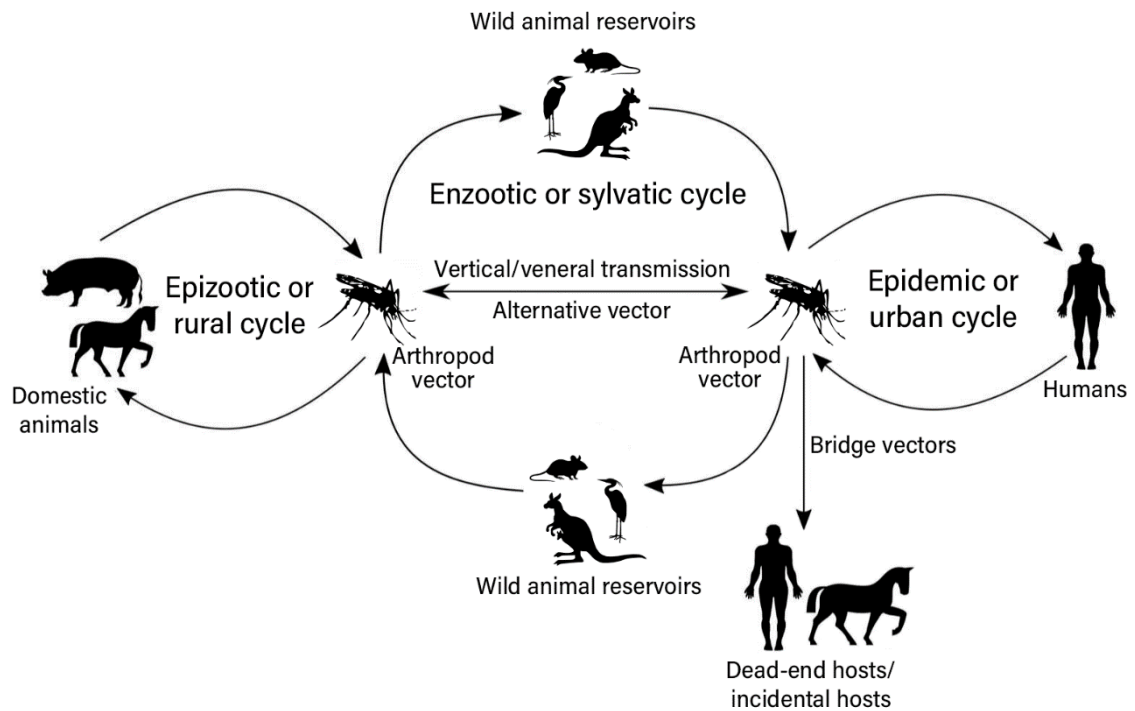 Wild animal reservoirs
Enzootic or sylvatic cycle
Epizootic or
rural cycle
Vertical/veneral transmission
Alternative vector
Epidemic or
urban cycle
Arthropod
vector
Arthropod
vector
Domestic
animals
Humans
Bridge vectors
Wild animal reservoirs
Dead-end hosts/
incidental hosts